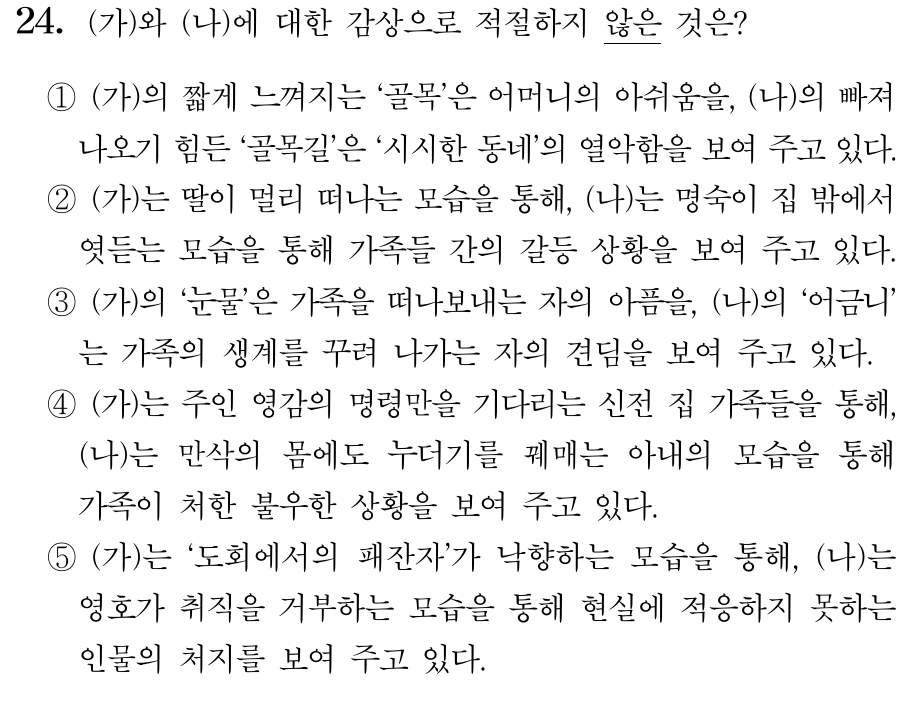 24. (가)와 (나)에 대한 감상으로 적절하지 않은 것은?
① (가)의 짧게 느껴지는 ‘골목’은 어머니의 아쉬움을, (나)의 빠져
나오기 힘든 ‘골목길’은 ‘시시한 동네’의 열악함을 보여 주고 있다.
② (가)는 딸이 멀리 떠나는 모습을 통해, (나)는 명숙이 집 밖에서
엿듣는 모습을 통해 가족들 간의 갈등 상황을 보여 주고 있다.
③ (가)의 ‘눈물’은 가족을 떠나보내는 자의 아픔을, (나)의 ‘어금니’
는 가족의 생계를 꾸려 나가는 자의 견딤을 보여 주고 있다.
④ (가)는 주인 영감의 명령만을 기다리는 신전 집 가족들을 통해,
(나)는 만삭의 몸에도 누더기를 꿰매는 아내의 모습을 통해
가족이 처한 불우한 상황을 보여 주고 있다.
⑤ (가)는 ‘도회에서의 패잔자’가 낙향하는 모습을 통해, (나)는
영호가 취직을 거부하는 모습을 통해 현실에 적응하지 못하는
인물의 처지를 보여 주고 있다.